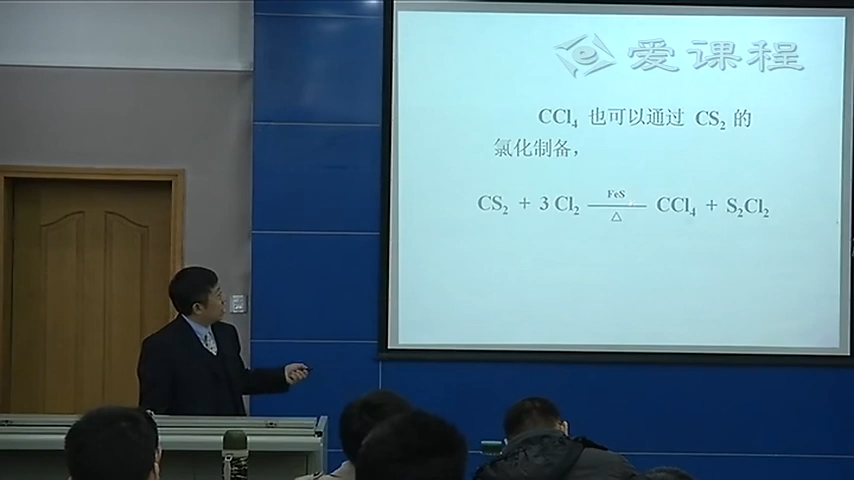 爱课程
CCl₄ 也可以通过 CS₂ 的
氯化制备，
FeS
CS₂ + 3 Cl₂ ═══ CCl₄ + S₂Cl₂
△